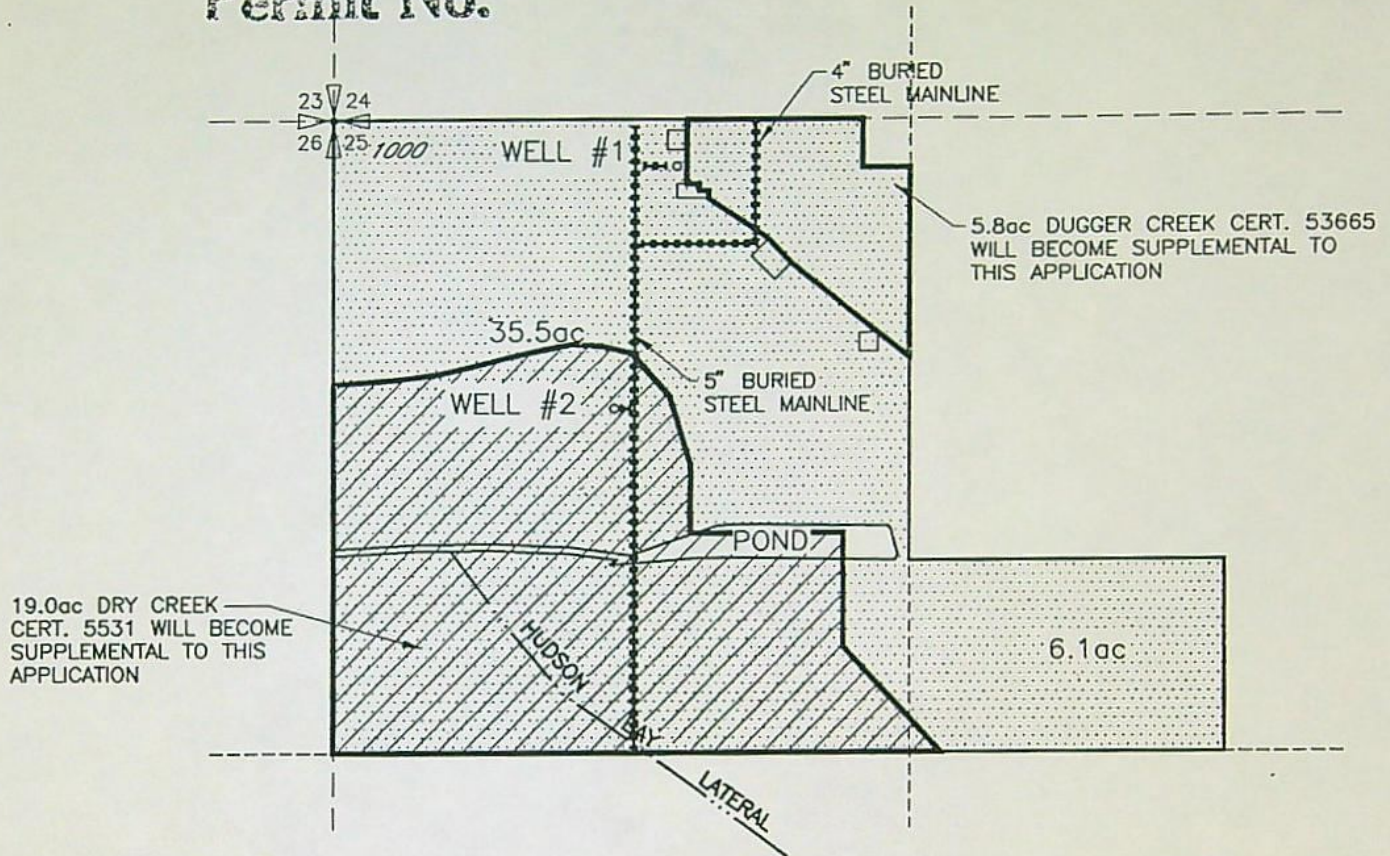 Permit No.
4" BURIED
STEEL MAINLINE
23 24
26 25 1000
WELL #1
5.8ac DUGGER CREEK CERT. 53665
WILL BECOME SUPPLEMENTAL TO
THIS APPLICATION
35.5ac
5" BURIED
STEEL MAINLINE
WELL #2
POND
19.0ac DRY CREEK
CERT. 5531 WILL BECOME
SUPPLEMENTAL TO THIS
APPLICATION
HUDSON
BAY
LATERAL
6.1ac